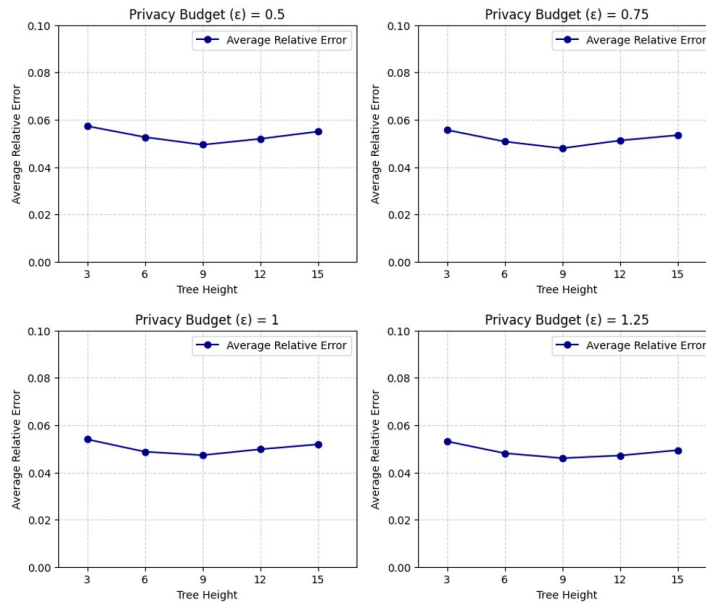 Privacy Budget (ε) = 0.5
0.10
0.08
0.06
0.04
0.02
0.00
Average Relative Error
Average Relative Error
3 6 9 12 15
Tree Height
Privacy Budget (ε) = 0.75
0.10
0.08
0.06
0.04
0.02
0.00
Average Relative Error
Average Relative Error
3 6 9 12 15
Tree Height
Privacy Budget (ε) = 1
0.10
0.08
0.06
0.04
0.02
0.00
Average Relative Error
Average Relative Error
3 6 9 12 15
Tree Height
Privacy Budget (ε) = 1.25
0.10
0.08
0.06
0.04
0.02
0.00
Average Relative Error
Average Relative Error
3 6 9 12 15
Tree Height